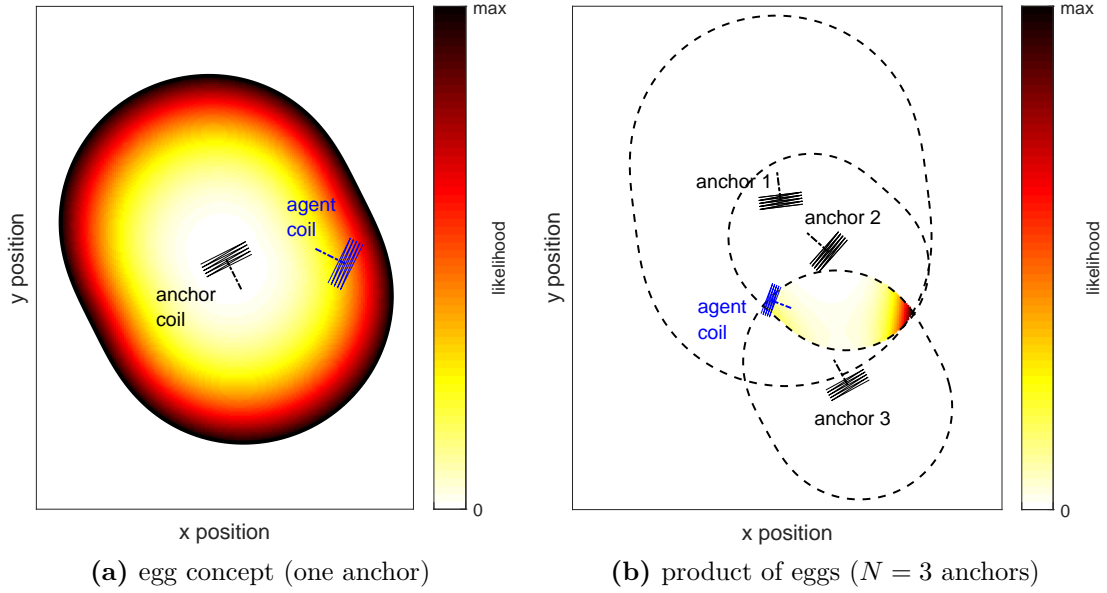 max
agent
coil
anchor
coil
y position
x position
likelihood
0
(a) egg concept (one anchor)
max
anchor 1
anchor 2
agent
coil
anchor 3
y position
x position
likelihood
0
(b) product of eggs (N = 3 anchors)